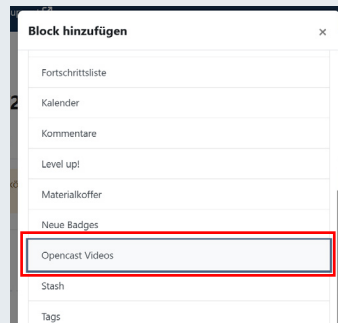 Block hinzufügen
×
Fortschrittsliste
Kalender
Kommentare
Level up!
Materialkoffer
Neue Badges
Opencast Videos
Stash
Tags